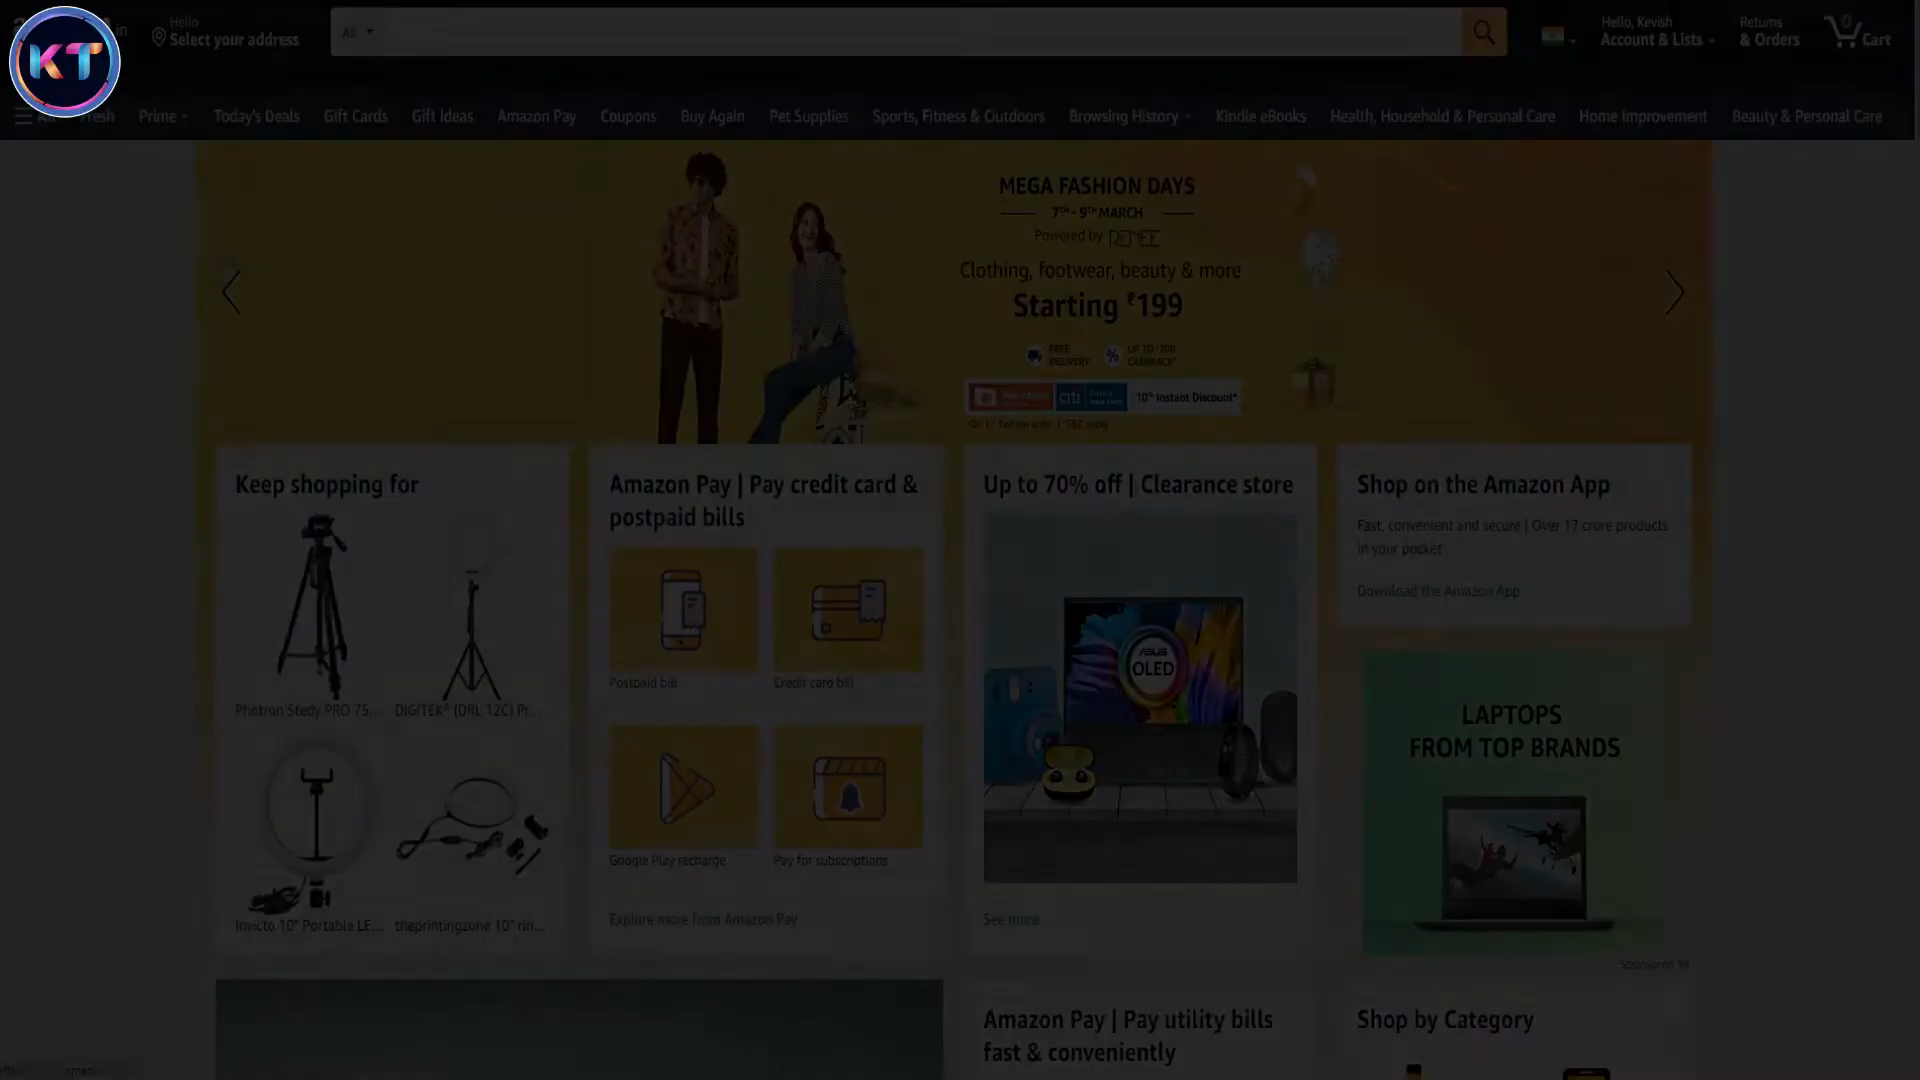 KT
in
Hello
Select your address
All
Hello, Kevish
Account & Lists
Returns
& Orders
0
Cart
Fresh
Prime
Today's Deals
Gift Cards
Gift Ideas
Amazon Pay
Coupons
Buy Again
Pet Supplies
Sports, Fitness & Outdoors
Browsing History
Kindle eBooks
Health, Household & Personal Care
Home Improvement
Beauty & Personal Care
MEGA FASHION DAYS
7TH - 9TH MARCH
Powered by RENEE
Clothing, footwear, beauty & more
Starting ₹199
FREE DELIVERY
UP TO ₹200 CASHBACK*
citi
10% Instant Discount*
Keep shopping for
Photron Stedy PRO 75...
DIGITEK® (DRL 12C) Pr...
Invicto 10" Portable LE...
theprintingzone 10" rin...
Amazon Pay | Pay credit card &
postpaid bills
Postpaid bill
Credit card bill
Google Play recharge
Pay for subscriptions
Explore more from Amazon Pay
Up to 70% off | Clearance store
ASUS
OLED
See more
Shop on the Amazon App
Fast, convenient and secure | Over 17 crore products
in your pocket
Download the Amazon App
LAPTOPS
FROM TOP BRANDS
Sponsored
Amazon Pay | Pay utility bills
fast & conveniently
Shop by Category